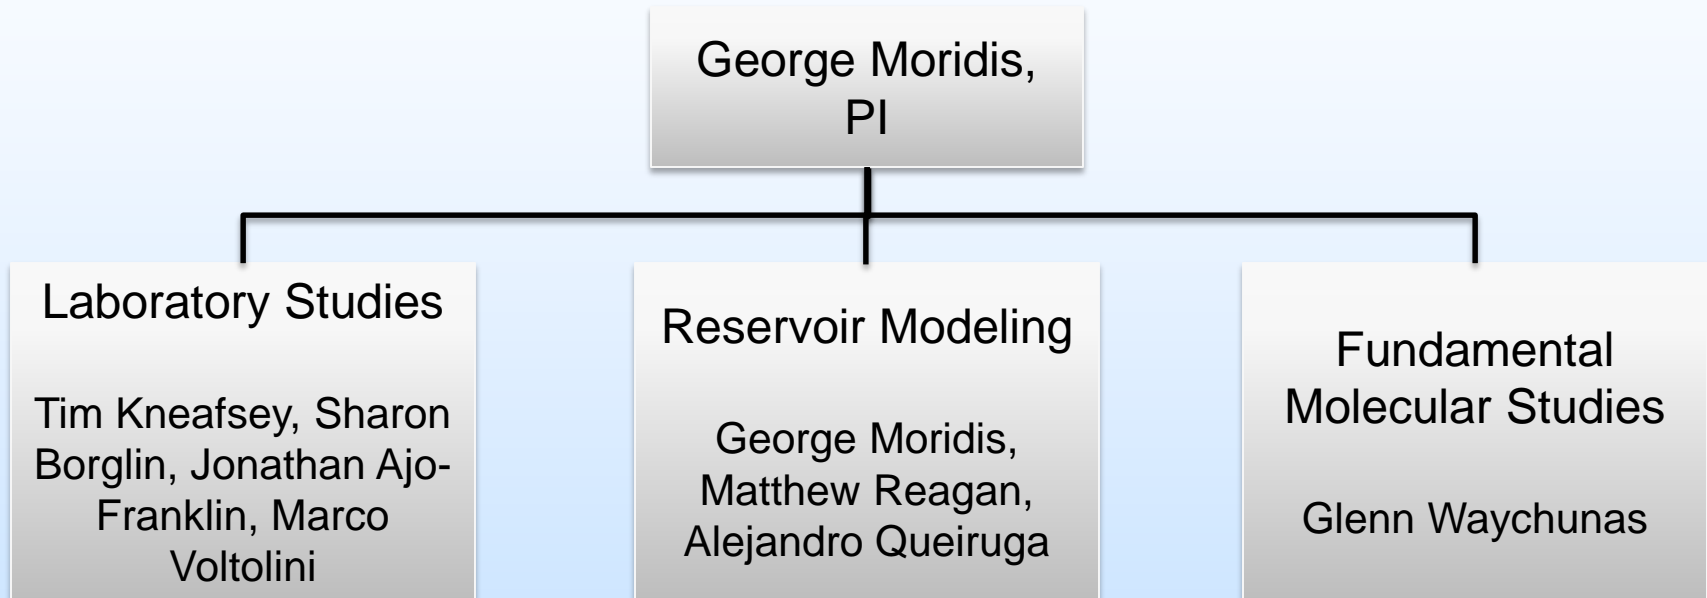 George Moridis,
PI
Laboratory Studies
Tim Kneafsey, Sharon
Borglin, Jonathan Ajo-
Franklin, Marco
Voltolini
Reservoir Modeling
George Moridis,
Matthew Reagan,
Alejandro Queiruga
Fundamental
Molecular Studies
Glenn Waychunas